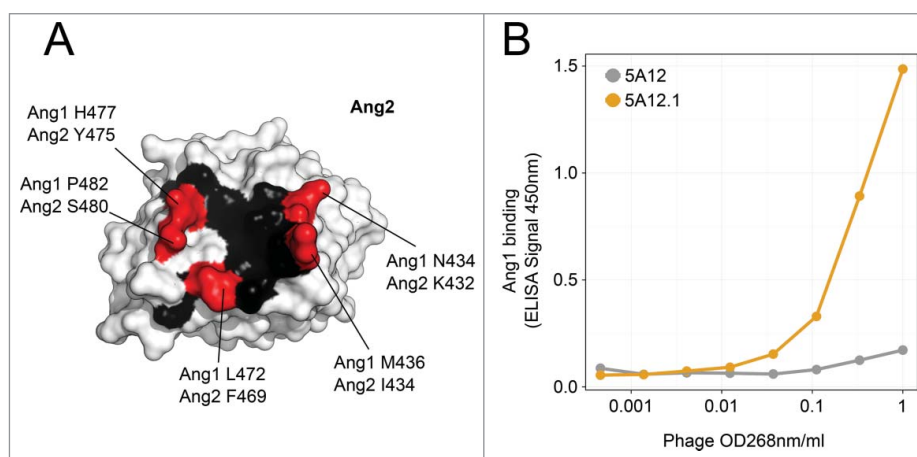 A
Ang2
Ang1 H477
Ang2 Y475
Ang1 P482
Ang2 S480
Ang1 N434
Ang2 K432
Ang1 M436
Ang2 I434
Ang1 L472
Ang2 F469
B
5A12
5A12.1
1.5
1.0
0.5
0.0
Ang1 binding
(ELISA Signal 450nm)
0.001
0.01
0.1
1
Phage OD268nm/ml